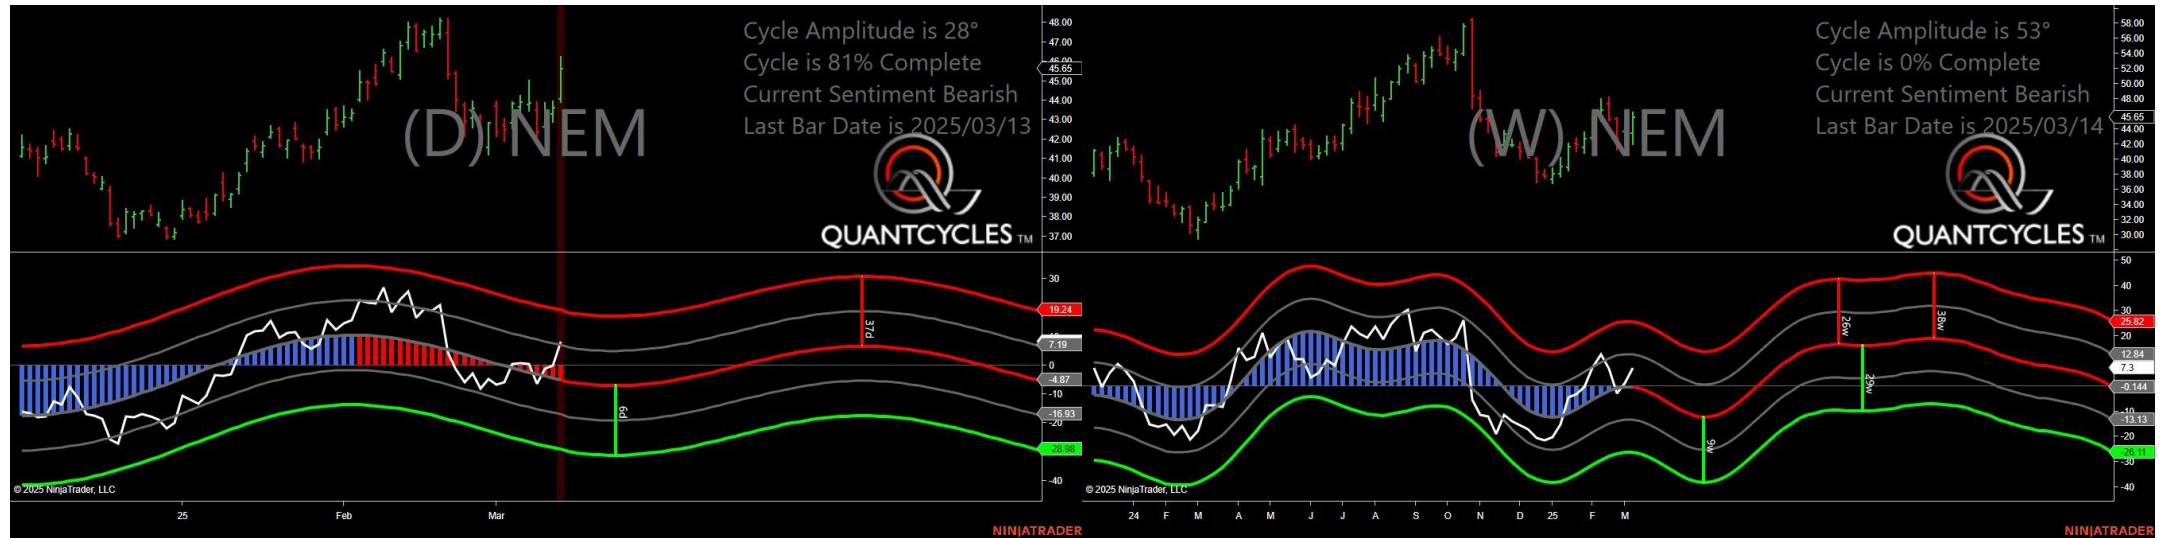 Cycle Amplitude is 28°
Cycle is 81% Complete
Current Sentiment Bearish
Last Bar Date is 2025/03/13
(D) NEM
QUANTCYCLES TM
48.00
47.00
46.00
45.65
45.00
44.00
43.00
42.00
41.00
40.00
39.00
38.00
37.00
30
19.24
7.19
0
-4.87
-10
-16.93
-20
-28.98
-40
37d
6d
© 2025 NinjaTrader, LLC
25
Feb
Mar
NINJATRADER
Cycle Amplitude is 53°
Cycle is 0% Complete
Current Sentiment Bearish
Last Bar Date is 2025/03/14
(W) NEM
QUANTCYCLES TM
58.00
56.00
54.00
52.00
50.00
48.00
45.65
44.00
42.00
40.00
38.00
36.00
34.00
32.00
30.00
50
40
30
25.82
20
12.84
7.3
-0.144
-10
-13.13
-20
-26.11
-30
-40
26w
38w
29w
9w
© 2025 NinjaTrader, LLC
24
F
M
A
M
J
J
A
S
O
N
D
25
F
M
NINJATRADER